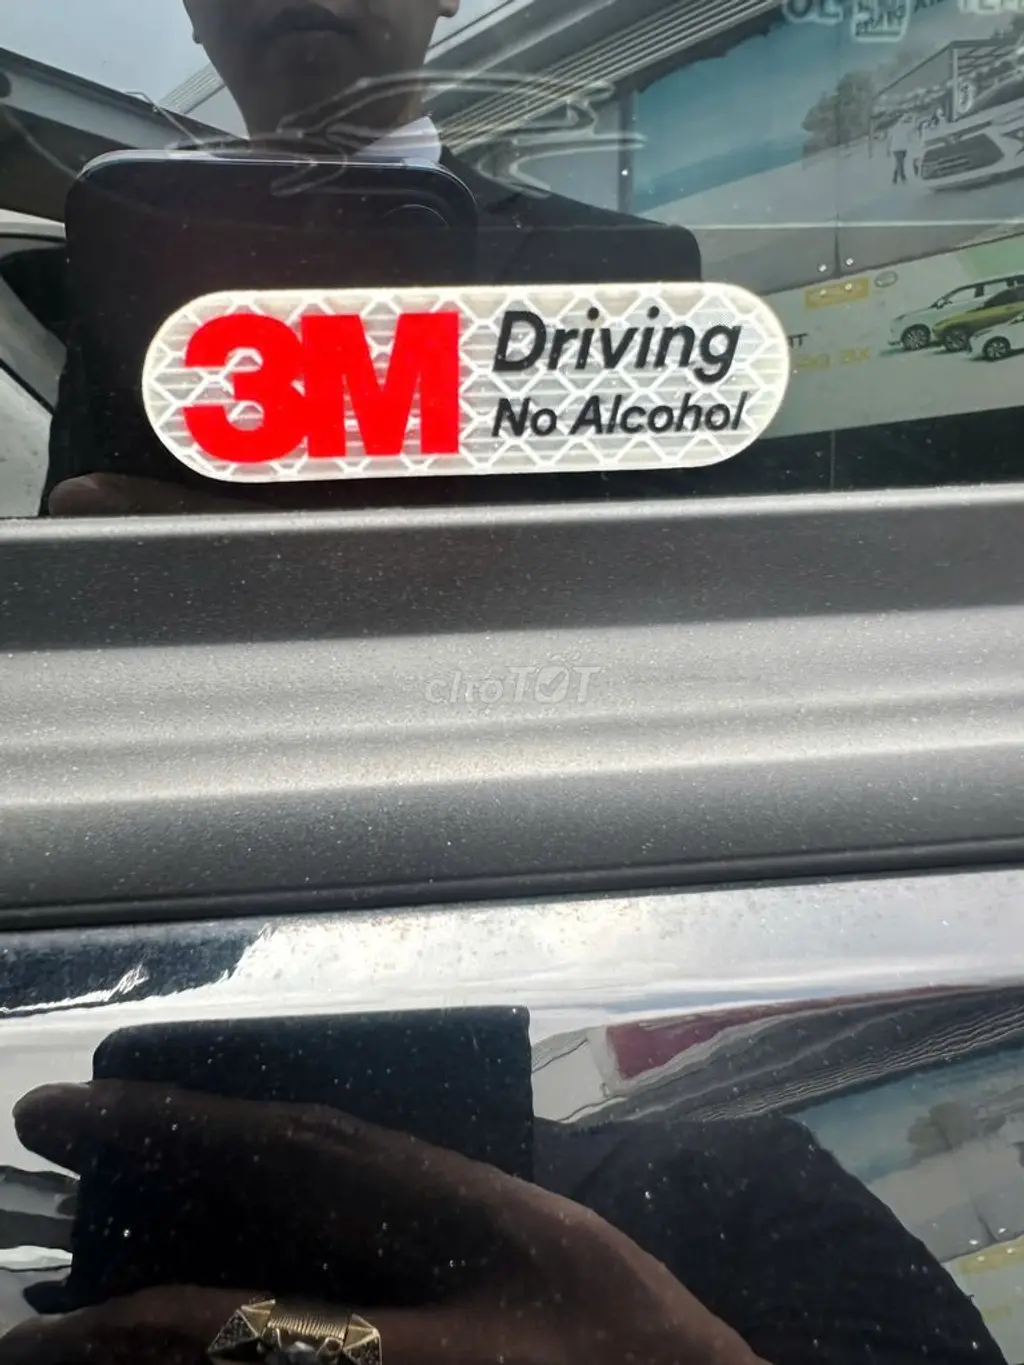 3M
Driving
No Alcohol
chợTỐT